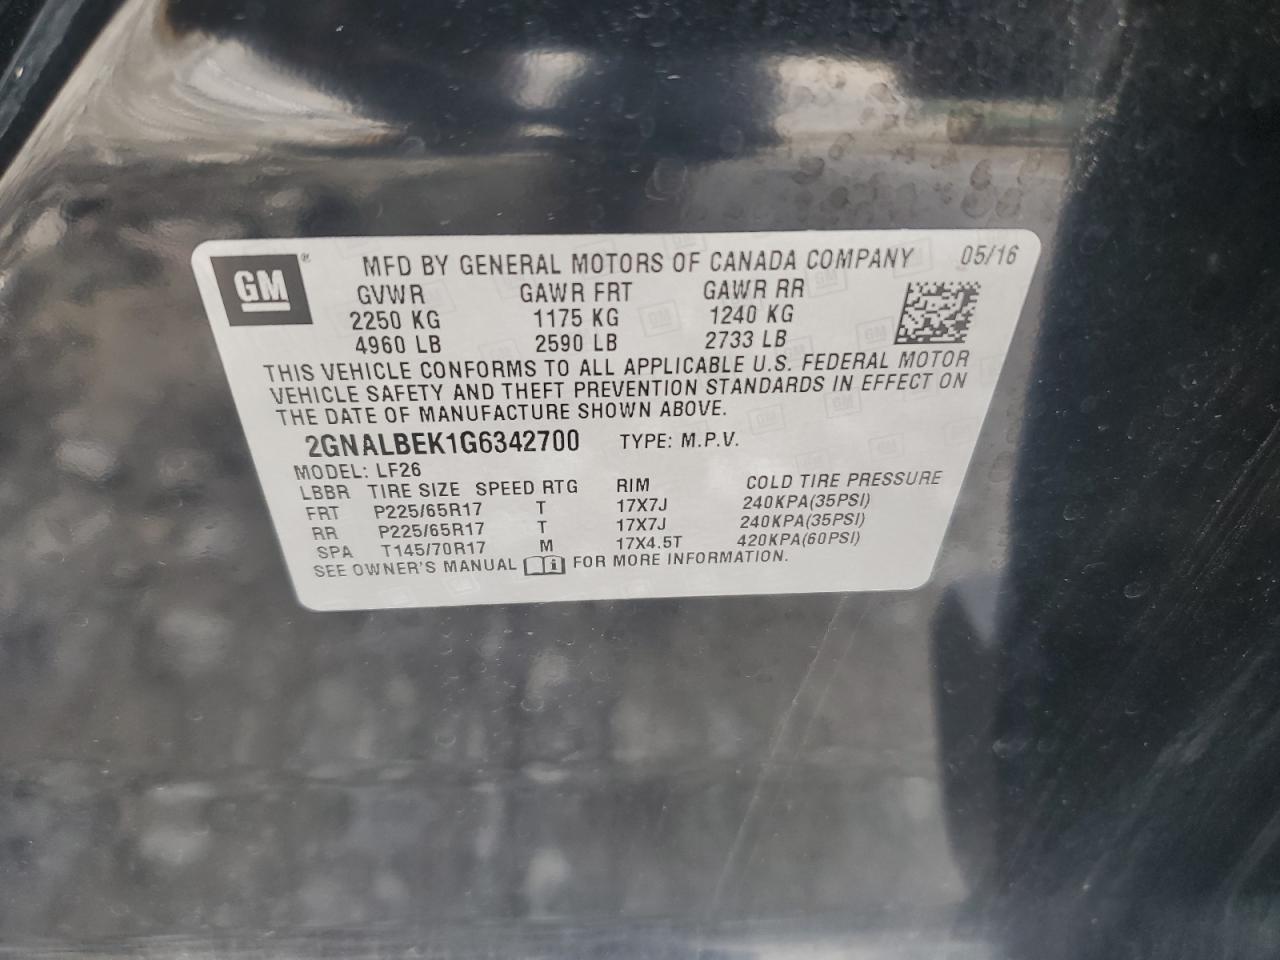 GM® MFD BY GENERAL MOTORS OF CANADA COMPANY 05/16
GVWR GAWR FRT GAWR RR
2250 KG 1175 KG 1240 KG
4960 LB 2590 LB 2733 LB
THIS VEHICLE CONFORMS TO ALL APPLICABLE U.S. FEDERAL MOTOR
VEHICLE SAFETY AND THEFT PREVENTION STANDARDS IN EFFECT ON
THE DATE OF MANUFACTURE SHOWN ABOVE.
2GNALBEK1G6342700 TYPE: M.P.V.
MODEL: LF26
LBBR TIRE SIZE SPEED RTG RIM COLD TIRE PRESSURE
FRT P225/65R17 T 17X7J 240KPA(35PSI)
RR P225/65R17 T 17X7J 240KPA(35PSI)
SPA T145/70R17 M 17X4.5T 420KPA(60PSI)
SEE OWNER'S MANUAL i FOR MORE INFORMATION.